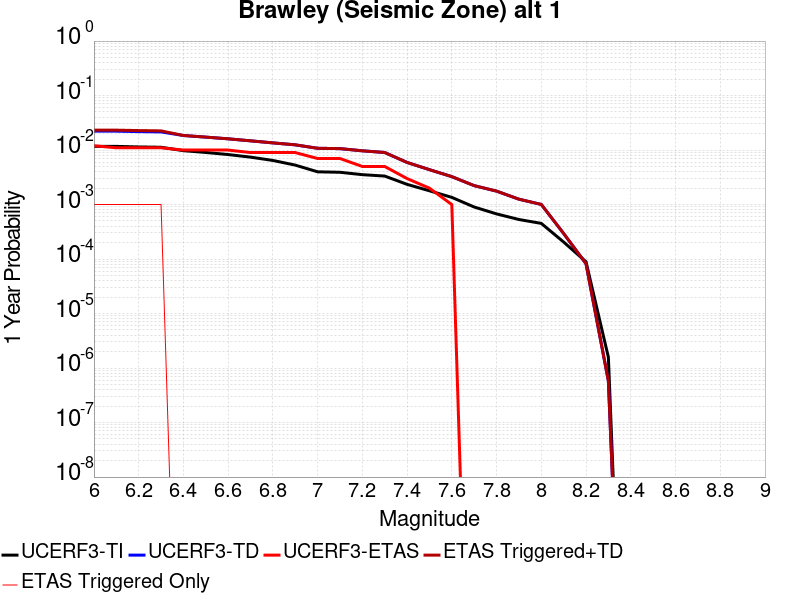 Brawley (Seismic Zone) alt 1
10^0
10^-1
10^-2
10^-3
10^-4
10^-5
10^-6
10^-7
10^-8
1 Year Probability
6 6.2 6.4 6.6 6.8 7 7.2 7.4 7.6 7.8 8 8.2 8.4 8.6 8.8 9
Magnitude
UCERF3-TI UCERF3-TD UCERF3-ETAS ETAS Triggered+TD
ETAS Triggered Only